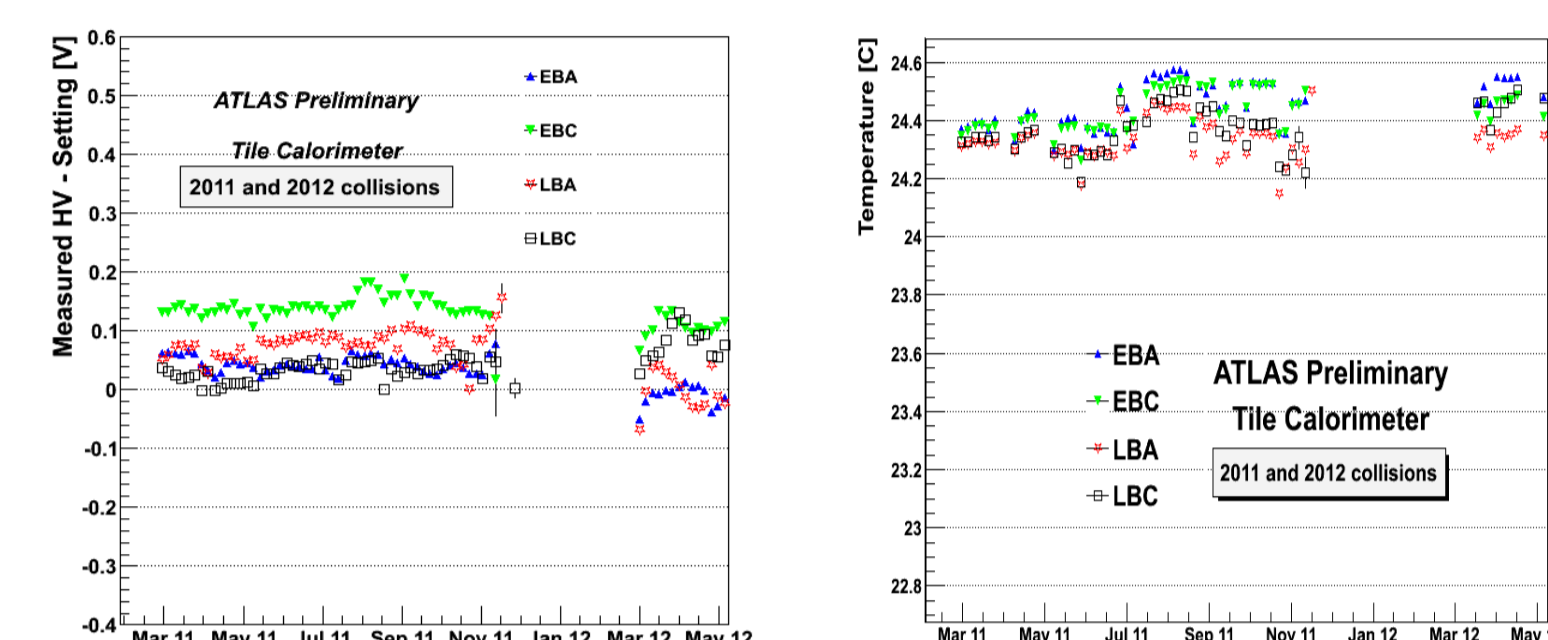 Measured HV - Setting [V]
0.6
0.5
0.4
0.3
0.2
0.1
0
-0.1
-0.2
-0.3
-0.4
ATLAS Preliminary
Tile Calorimeter
2011 and 2012 collisions
EBA
EBC
LBA
LBC
Mar 11 May 11 Jul 11 Sep 11 Nov 11 Jan 12 Mar 12 May 12
Temperature [C]
24.6
24.4
24.2
24
23.8
23.6
23.4
23.2
23
22.8
EBA
EBC
LBA
LBC
ATLAS Preliminary
Tile Calorimeter
2011 and 2012 collisions
Mar 11 May 11 Jul 11 Sep 11 Nov 11 Jan 12 Mar 12 May